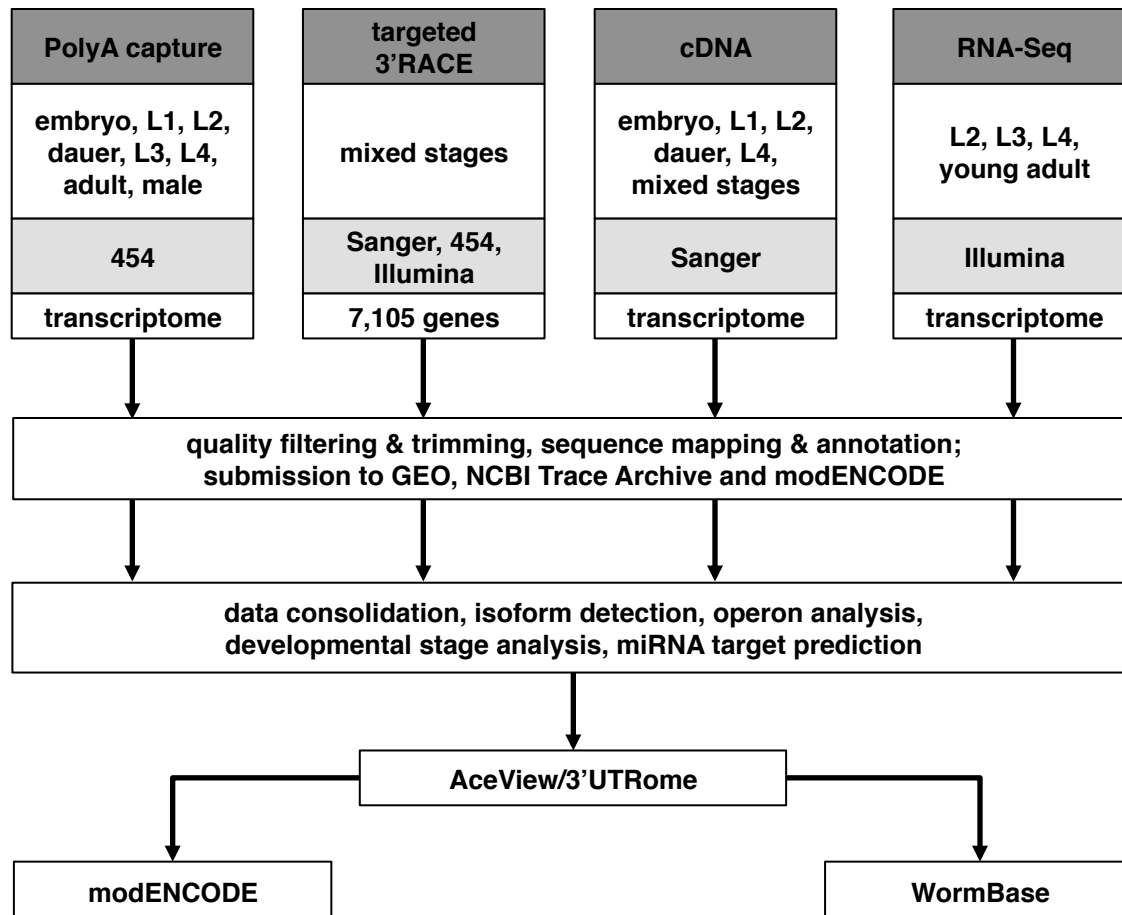 PolyA capture
embryo, L1, L2,
dauer, L3, L4,
adult, male
454
transcriptome
targeted
3’RACE
mixed stages
Sanger, 454,
Illumina
7,105 genes
cDNA
embryo, L1, L2,
dauer, L4,
mixed stages
Sanger
transcriptome
RNA-Seq
L2, L3, L4,
young adult
Illumina
transcriptome
quality filtering & trimming, sequence mapping & annotation;
submission to GEO, NCBI Trace Archive and modENCODE
data consolidation, isoform detection, operon analysis,
developmental stage analysis, miRNA target prediction
AceView/3’UTRome
modENCODE
WormBase